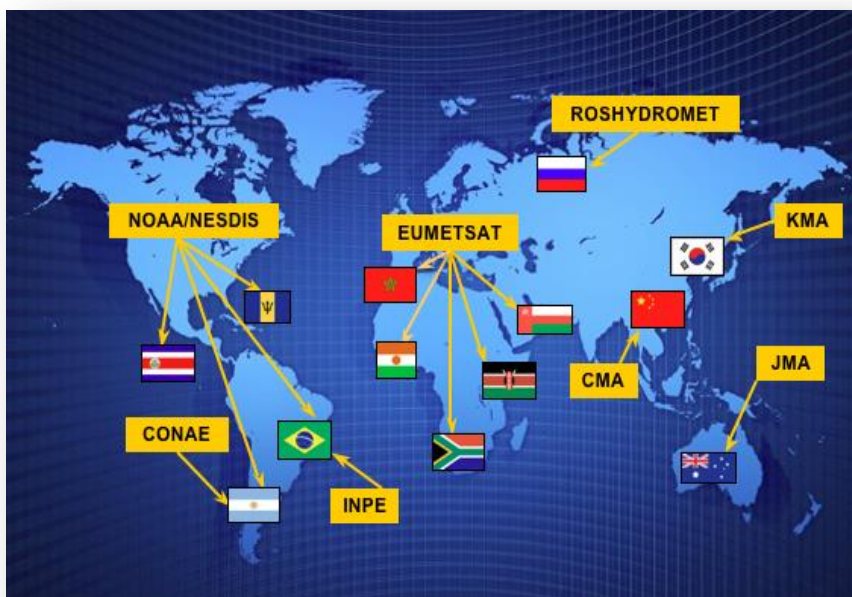 ROSHYDROMET
NOAA/NESDIS
EUMETSAT
KMA
CMA
JMA
CONAE
INPE